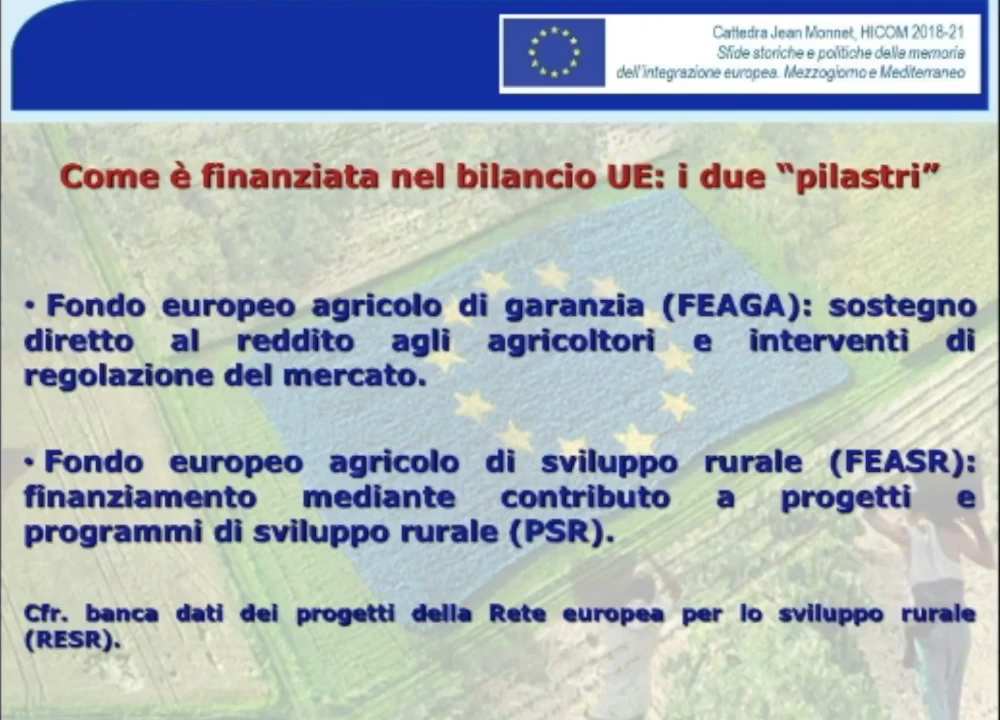 Cattedra Jean Monnet, HICOM 2018-21
Sfide storiche e politiche della memoria
dell'integrazione europea. Mezzogiorno e Mediterraneo
Come è finanziata nel bilancio UE: i due “pilastri”
• Fondo europeo agricolo di garanzia (FEAGA): sostegno
diretto al reddito agli agricoltori e interventi di
regolazione del mercato.
• Fondo europeo agricolo di sviluppo rurale (FEASR):
finanziamento mediante contributo a progetti e
programmi di sviluppo rurale (PSR).
Cfr. banca dati dei progetti della Rete europea per lo sviluppo rurale
(RESR).